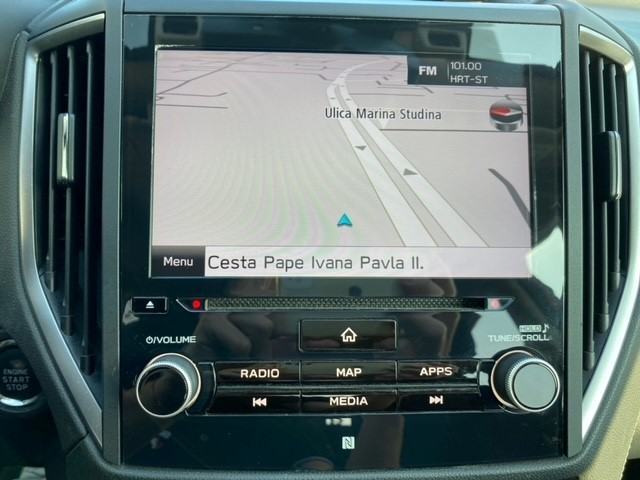 FM 101.00
HRT-ST
Ulica Marina Studina
Menu Cesta Pape Ivana Pavla II.
VOLUME
HOLD
TUNE/SCROLL
RADIO MAP APPS
MEDIA
ENGINE
START
STOP